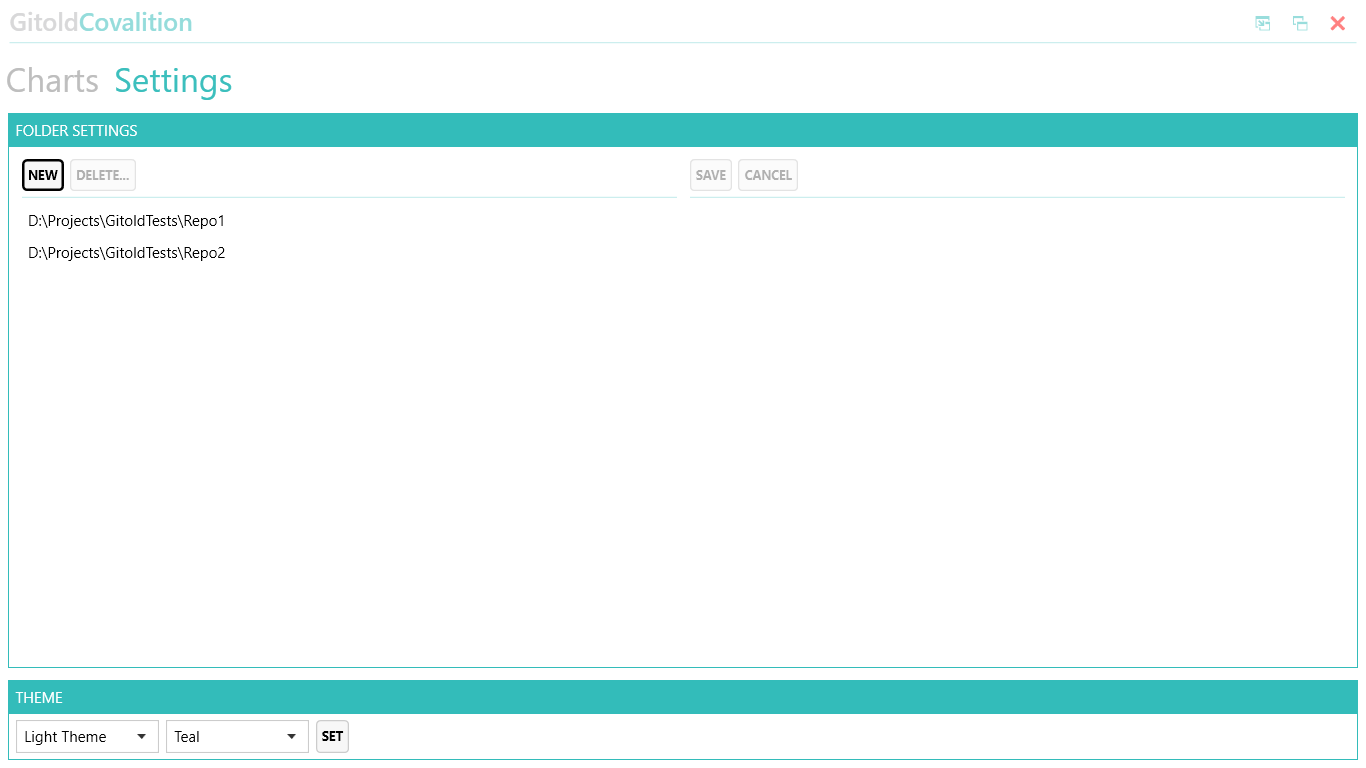 GitoldCovalition
Charts Settings
FOLDER SETTINGS
NEW DELETE... SAVE CANCEL
D:\Projects\GitoldTests\Repo1
D:\Projects\GitoldTests\Repo2
THEME
Light Theme Teal SET